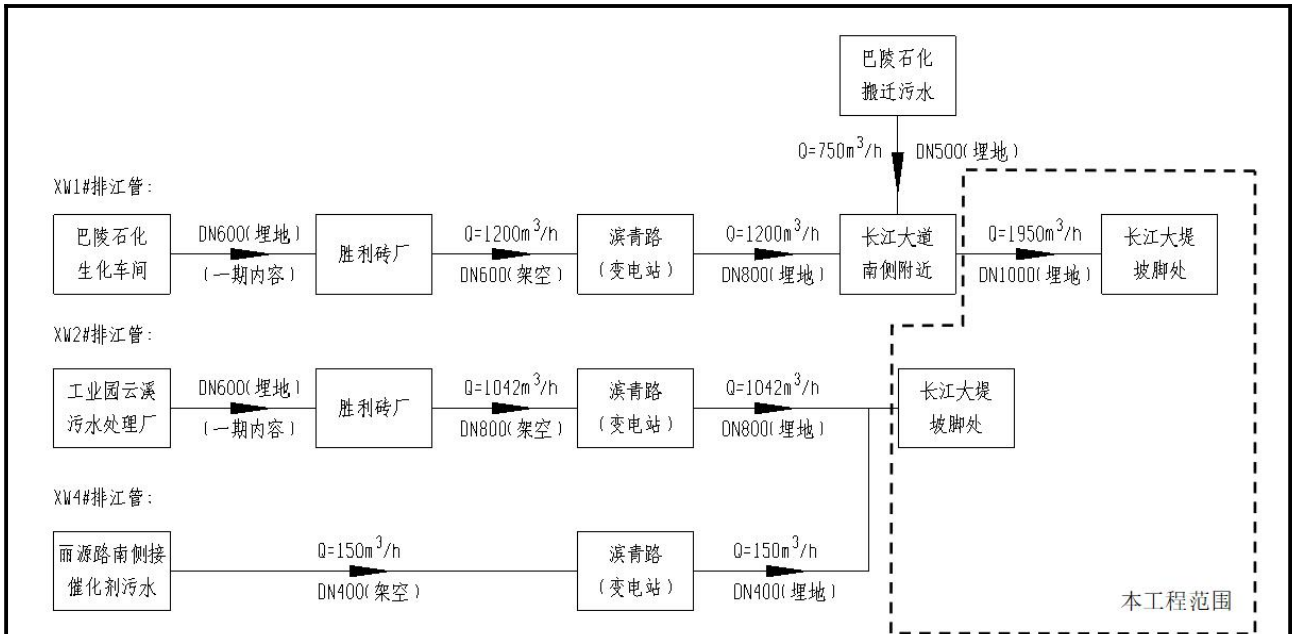 巴陵石化
搬迁污水
Q=750m³/h
DN500(埋地)
XW1#排江管:
巴陵石化
生化车间
DN600(埋地)
(一期内容)
胜利砖厂
Q=1200m³/h
DN600(架空)
滨青路
(变电站)
Q=1200m³/h
DN800(埋地)
长江大道
南侧附近
Q=1950m³/h
DN1000(埋地)
长江大堤
坡脚处
XW2#排江管:
工业园云溪
污水处理厂
DN600(埋地)
(一期内容)
胜利砖厂
Q=1042m³/h
DN800(架空)
滨青路
(变电站)
Q=1042m³/h
DN800(埋地)
长江大堤
坡脚处
XW4#排江管:
丽源路南侧接
催化剂污水
Q=150m³/h
DN400(架空)
滨青路
(变电站)
Q=150m³/h
DN400(埋地)
本工程范围